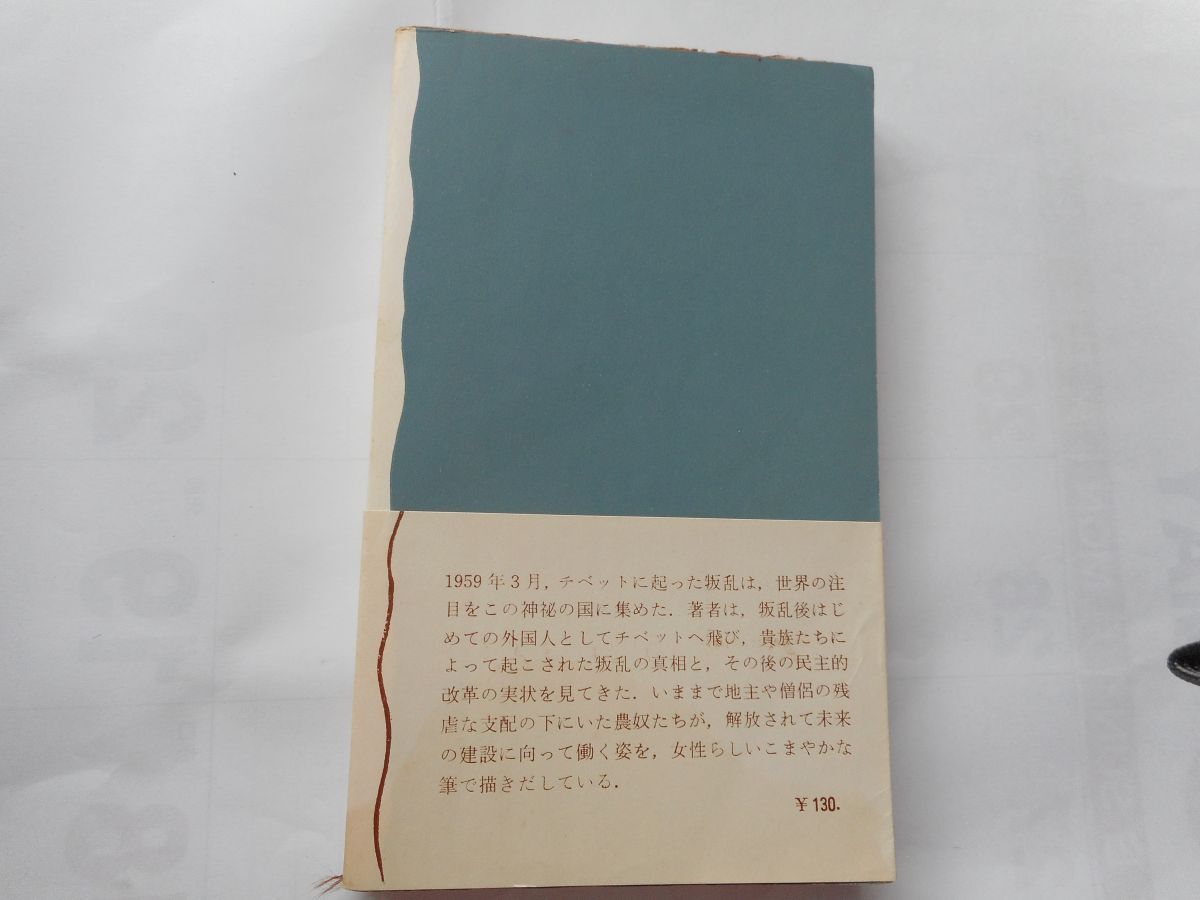 1959年3月，チベットに起った叛乱は，世界の注
目をこの神祕の国に集めた．著者は，叛乱後はじ
めての外国人としてチベットへ飛び，貴族たちに
よって起こされた叛乱の真相と，その後の民主的
改革の実状を見てきた．いままで地主や僧侶の残
虐な支配の下にいた農奴たちが，解放されて未来
の建設に向って働く姿を，女性らしいこまやかな
筆で描きだしている．
￥130.